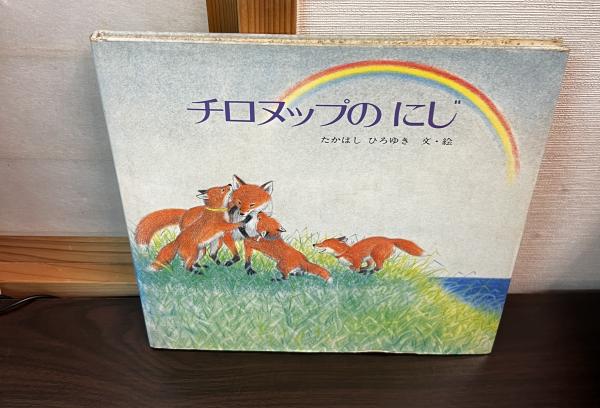 チロヌップの にじ
たかはし ひろゆき 文・絵